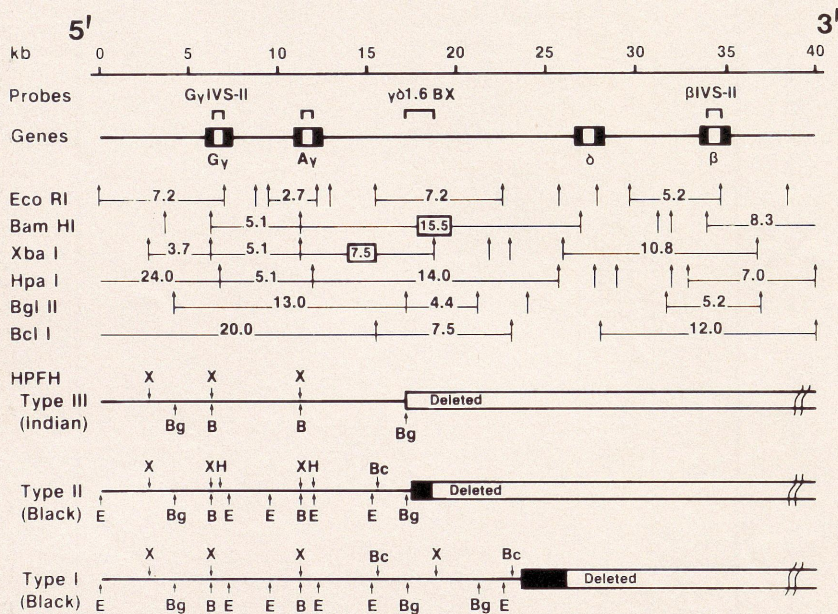 5' 3'
kb 0 5 10 15 20 25 30 35 40
Probes GγIVS-II γδ1.6 BX βIVS-II
Genes
Gγ Aγ δ β
Eco RI 7.2 2.7 7.2 5.2
Bam HI 5.1 15.5 8.3
Xba I 3.7 5.1 7.5 10.8
Hpa I 24.0 5.1 14.0 7.0
Bgl II 13.0 4.4 5.2
Bcl I 20.0 7.5 12.0
HPFH X X X
Type III Deleted
(Indian) Bg B B Bg
X X H X H Bc
Type II Deleted
(Black) E Bg B E E B E E Bg
X X X Bc X Bc
Type I Deleted
(Black) E Bg B E E B E E Bg Bg E